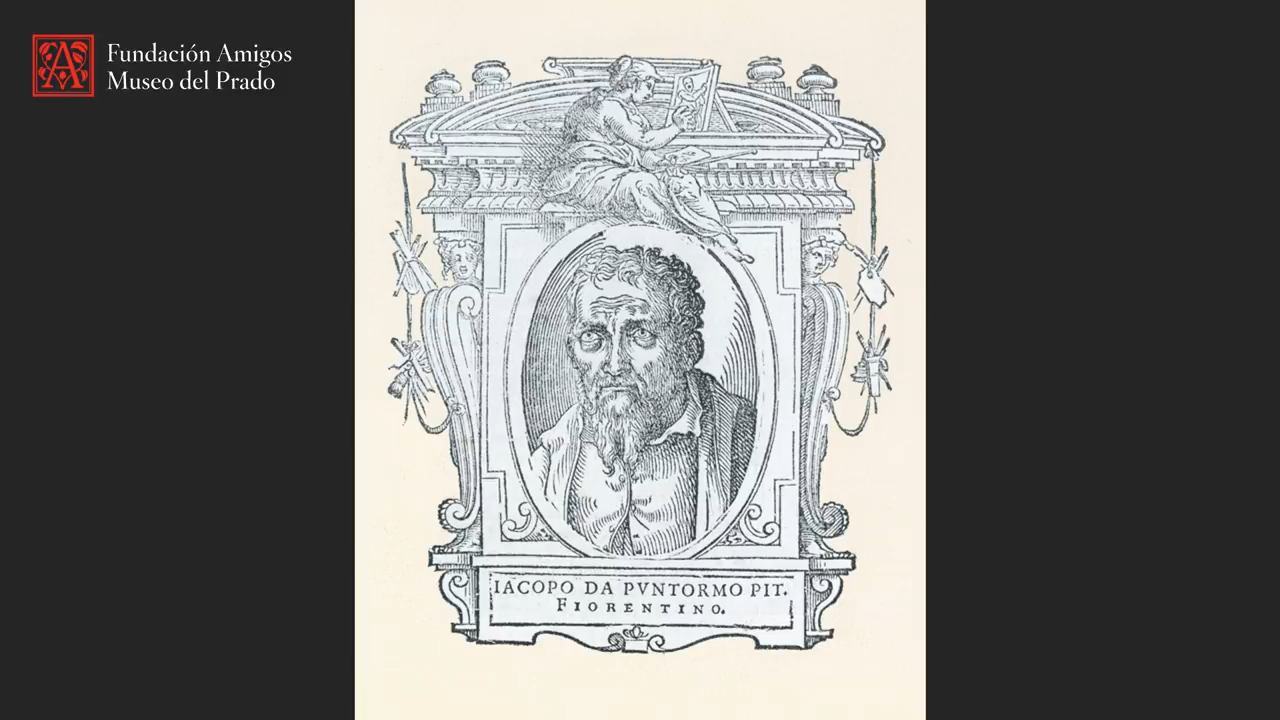 Fundación Amigos
Museo del Prado
IACOPO DA PVNTORMO PIT.
FIORENTINO.